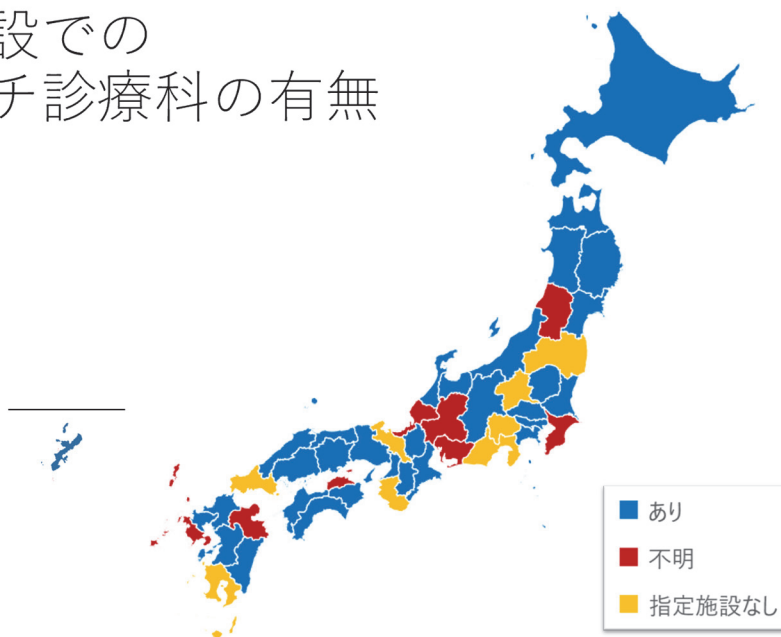 設での
チ診療科の有無
あり
不明
指定施設なし